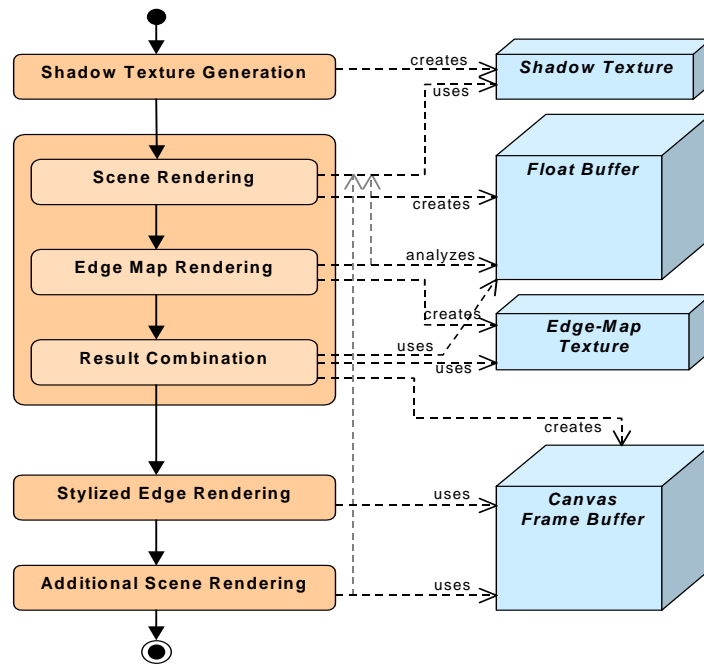 Shadow Texture Generation
creates
Shadow Texture
uses
Scene Rendering
creates
Float Buffer
Edge Map Rendering
analyzes
creates
Edge-Map
Texture
Result Combination
uses
uses
creates
Stylized Edge Rendering
uses
Canvas
Frame Buffer
Additional Scene Rendering
uses